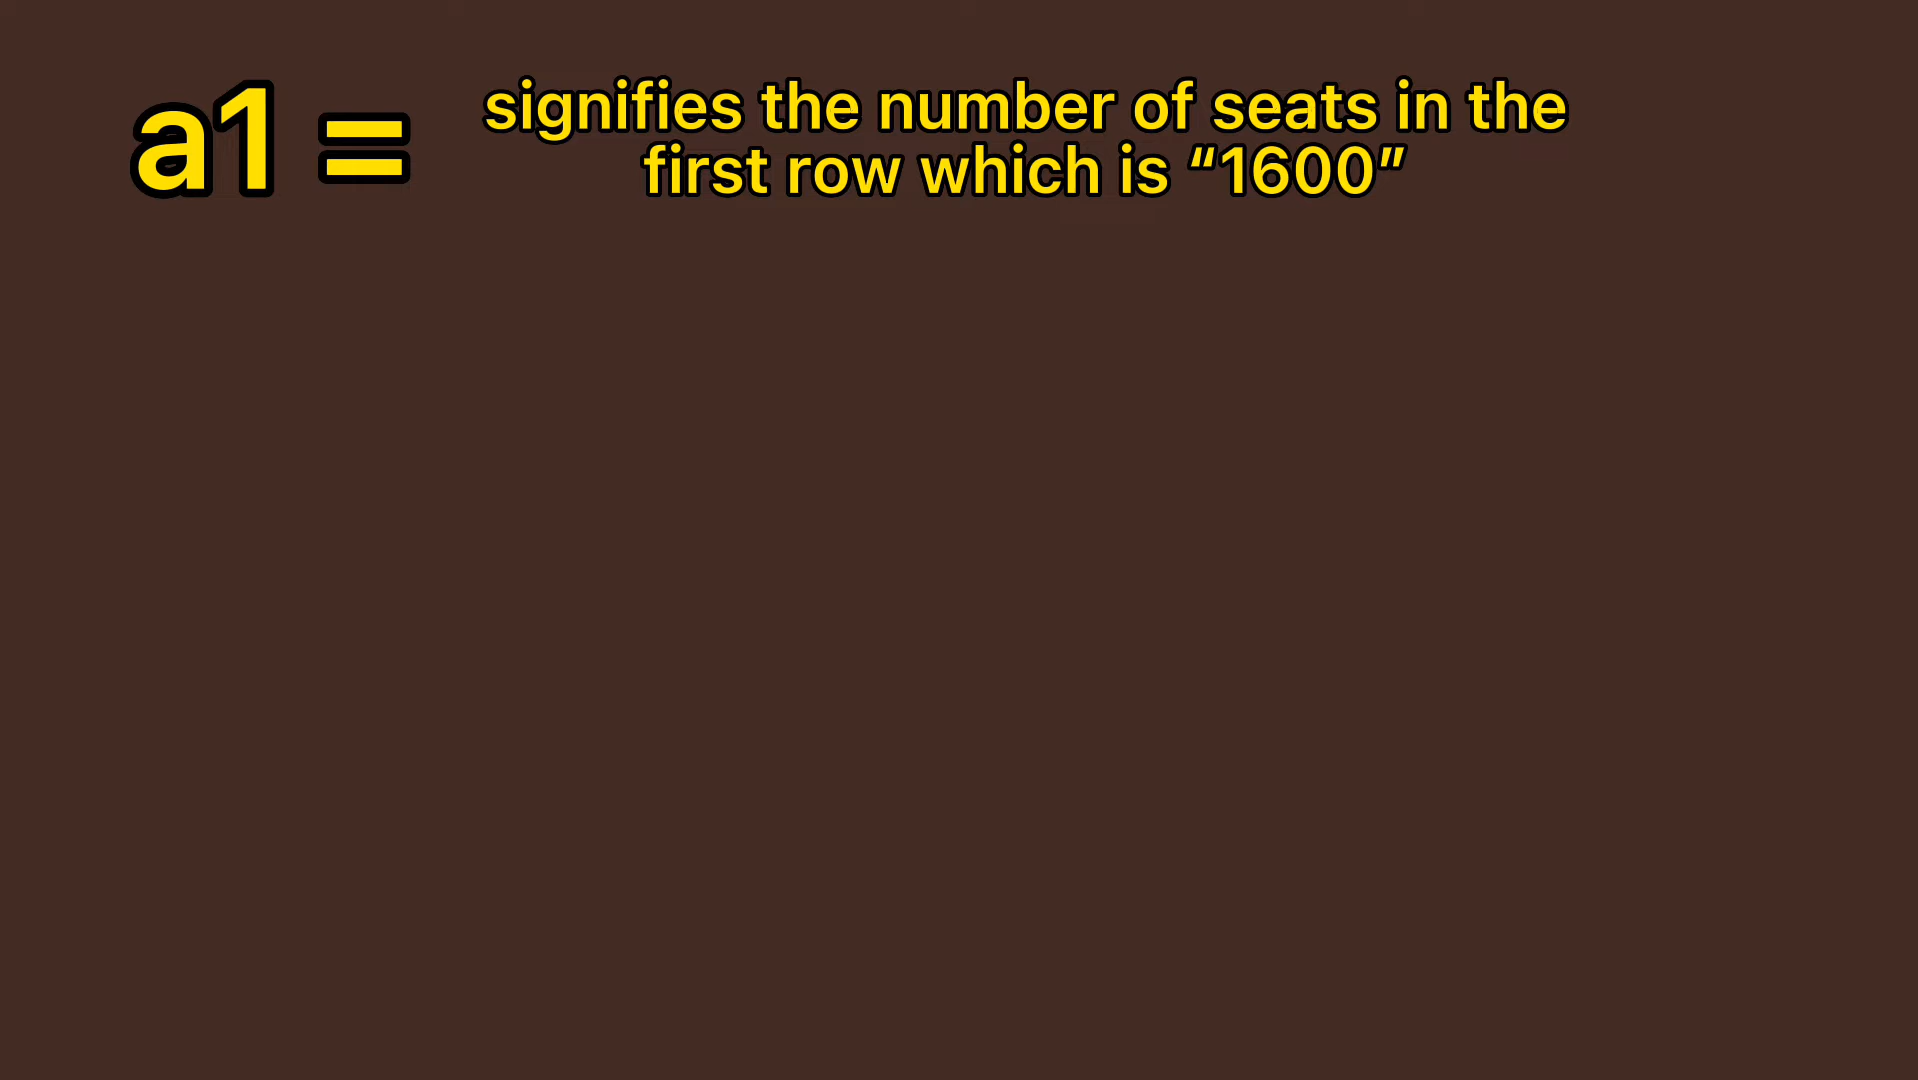 a1 = signifies the number of seats in the
first row which is “1600”